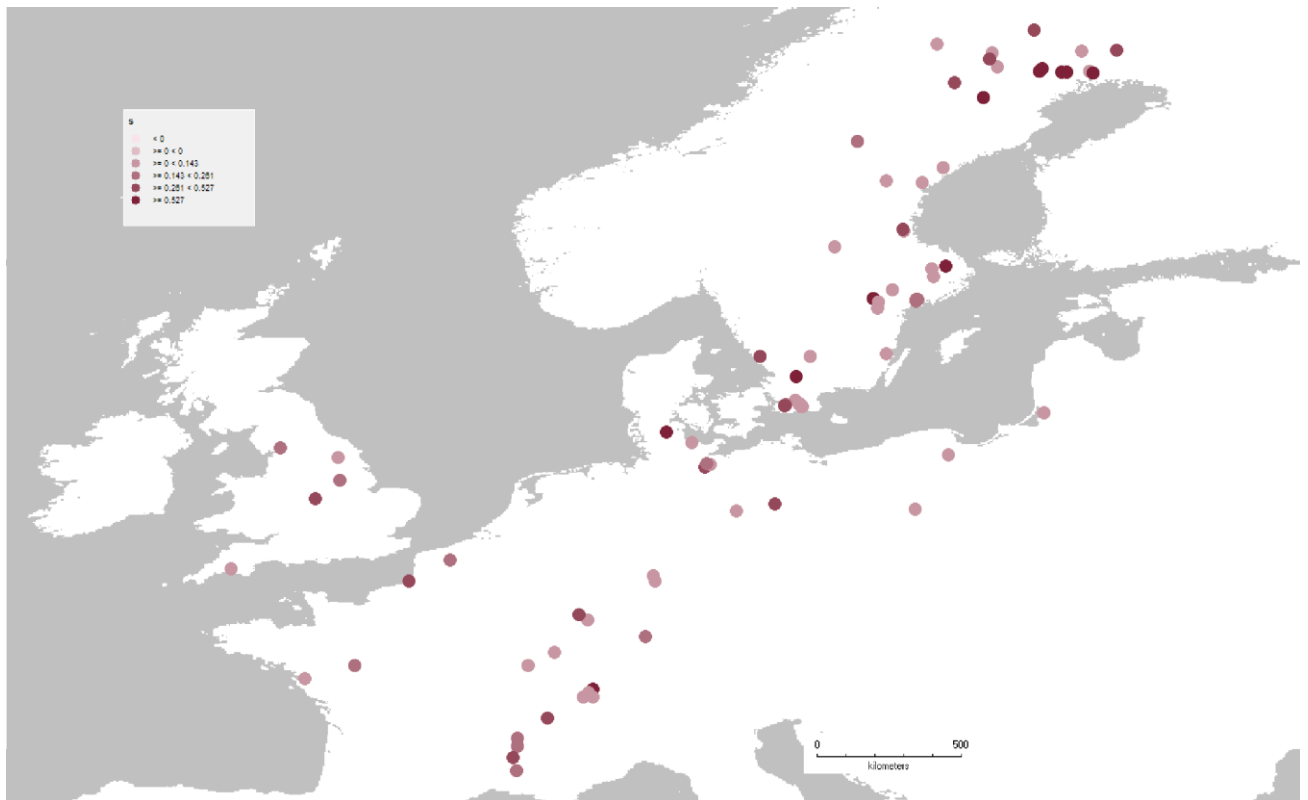 s
< 0
>= 0 < 0
>= 0 < 0.143
>= 0.143 < 0.261
>= 0.261 < 0.527
>= 0.527
0 500
kilometers